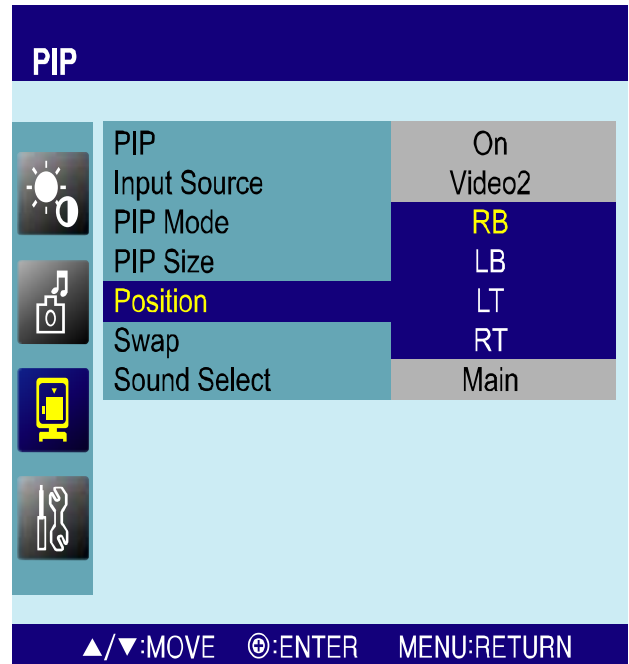 PIP
PIP On
Input Source Video2
PIP Mode RB
PIP Size LB
Position LT
Swap RT
Sound Select Main
▲/▼:MOVE ⊕:ENTER MENU:RETURN